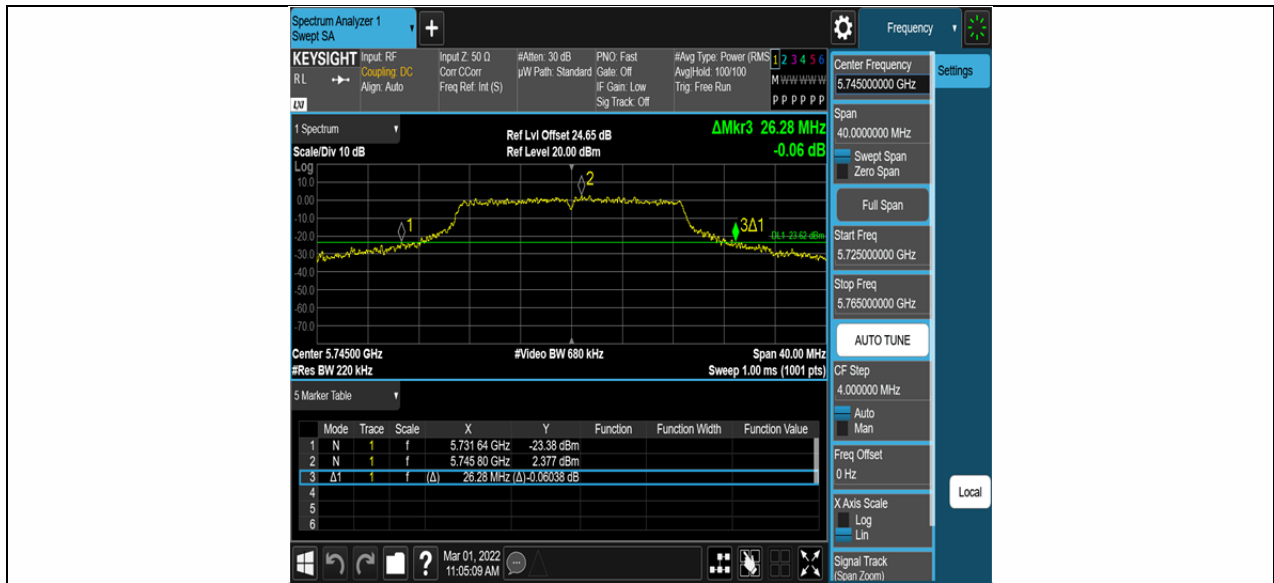 Spectrum Analyzer 1
Swept SA
+
Frequency
KEYSIGHT
RL
LXI
Input: RF
Coupling: DC
Align: Auto
Input Z: 50 Ω
Corr CCorr
Freq Ref: Int (S)
#Atten: 30 dB
µW Path: Standard
PNO: Fast
Gate: Off
IF Gain: Low
Sig Track: Off
#Avg Type: Power (RMS
Avg|Hold: 100/100
Trig: Free Run
1 2 3 4 5 6
M W W W W W
P P P P P P
1 Spectrum
Scale/Div 10 dB
Ref Lvl Offset 24.65 dB
Ref Level 20.00 dBm
ΔMkr3 26.28 MHz
-0.06 dB
Log
10.0
0.00
-10.0
-20.0
-30.0
-40.0
-50.0
-60.0
-70.0
1
2
3Δ1
DL1 -23.62 dBm
Center 5.74500 GHz
#Res BW 220 kHz
#Video BW 680 kHz
Span 40.00 MHz
Sweep 1.00 ms (1001 pts)
5 Marker Table
Mode Trace Scale X Y Function Function Width Function Value
1 N 1 f 5.731 64 GHz -23.38 dBm
2 N 1 f 5.745 80 GHz 2.377 dBm
3 Δ1 1 f (Δ) 26.28 MHz (Δ) -0.06038 dB
4
5
6
?
Mar 01, 2022
11:05:09 AM
Center Frequency
5.745000000 GHz
Span
40.0000000 MHz
Swept Span
Zero Span
Full Span
Start Freq
5.725000000 GHz
Stop Freq
5.765000000 GHz
AUTO TUNE
CF Step
4.000000 MHz
Auto
Man
Freq Offset
0 Hz
X Axis Scale
Log
Lin
Signal Track
(Span Zoom)
Settings
Local